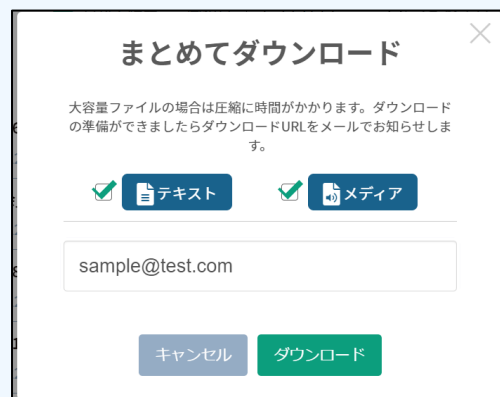 まとめてダウンロード
大容量ファイルの場合は圧縮に時間がかかります。ダウンロード
の準備ができましたらダウンロードURLをメールでお知らせしま
す。
テキスト メディア
sample@test.com
キャンセル ダウンロード